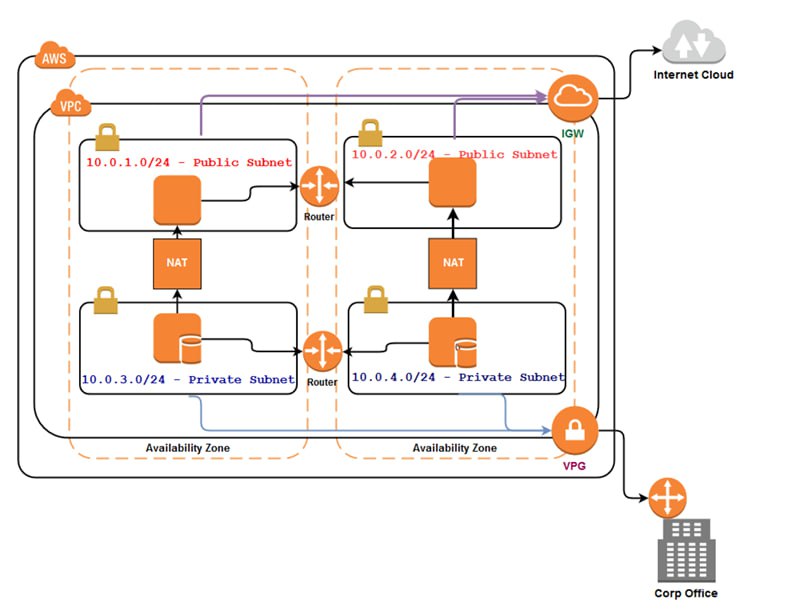 AWS
Internet Cloud
VPC
IGW
10.0.1.0/24 - Public Subnet
10.0.2.0/24 - Public Subnet
Router
NAT
NAT
Router
10.0.3.0/24 - Private Subnet
10.0.4.0/24 - Private Subnet
Availability Zone
Availability Zone
VPG
Corp Office